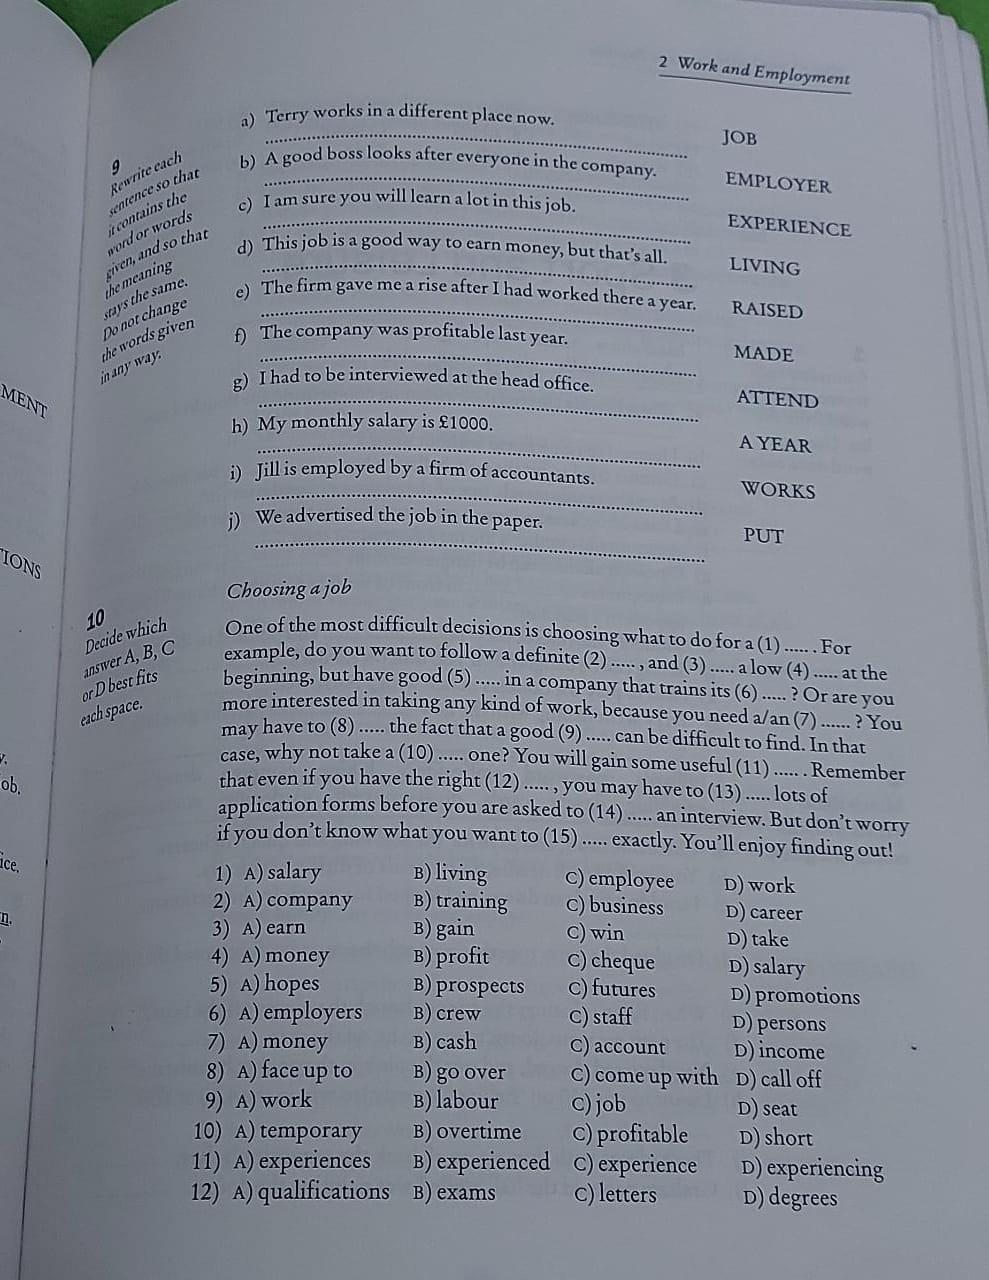 2 Work and Employment
9
Rewrite each
sentence so that
it contains the
word or words
given, and so that
the meaning
stays the same.
Do not change
the words given
in any way.
a) Terry works in a different place now.
JOB
b) A good boss looks after everyone in the company.
EMPLOYER
c) I am sure you will learn a lot in this job.
EXPERIENCE
d) This job is a good way to earn money, but that's all.
LIVING
e) The firm gave me a rise after I had worked there a year.
RAISED
f) The company was profitable last year.
MADE
g) I had to be interviewed at the head office.
ATTEND
h) My monthly salary is £1000.
A YEAR
i) Jill is employed by a firm of accountants.
WORKS
j) We advertised the job in the paper.
PUT
MENT
IONS
ob,
ice,
n.
10
Decide which
answer A, B, C
or D best fits
each space.
Choosing a job
One of the most difficult decisions is choosing what to do for a (1) ...... . For
example, do you want to follow a definite (2) ..... , and (3) ..... a low (4) ..... at the
beginning, but have good (5) ..... in a company that trains its (6) ..... ? Or are you
more interested in taking any kind of work, because you need a/an (7) ...... ? You
may have to (8) ..... the fact that a good (9) ..... can be difficult to find. In that
case, why not take a (10) ..... one? You will gain some useful (11) ..... . Remember
that even if you have the right (12) ..... , you may have to (13) ..... lots of
application forms before you are asked to (14) ..... an interview. But don't worry
if you don't know what you want to (15) ..... exactly. You'll enjoy finding out!
1) A) salary B) living C) employee D) work
2) A) company B) training C) business D) career
3) A) earn B) gain C) win D) take
4) A) money B) profit C) cheque D) salary
5) A) hopes B) prospects C) futures D) promotions
6) A) employers B) crew C) staff D) persons
7) A) money B) cash C) account D) income
8) A) face up to B) go over C) come up with D) call off
9) A) work B) labour C) job D) seat
10) A) temporary B) overtime C) profitable D) short
11) A) experiences B) experienced C) experience D) experiencing
12) A) qualifications B) exams C) letters D) degrees